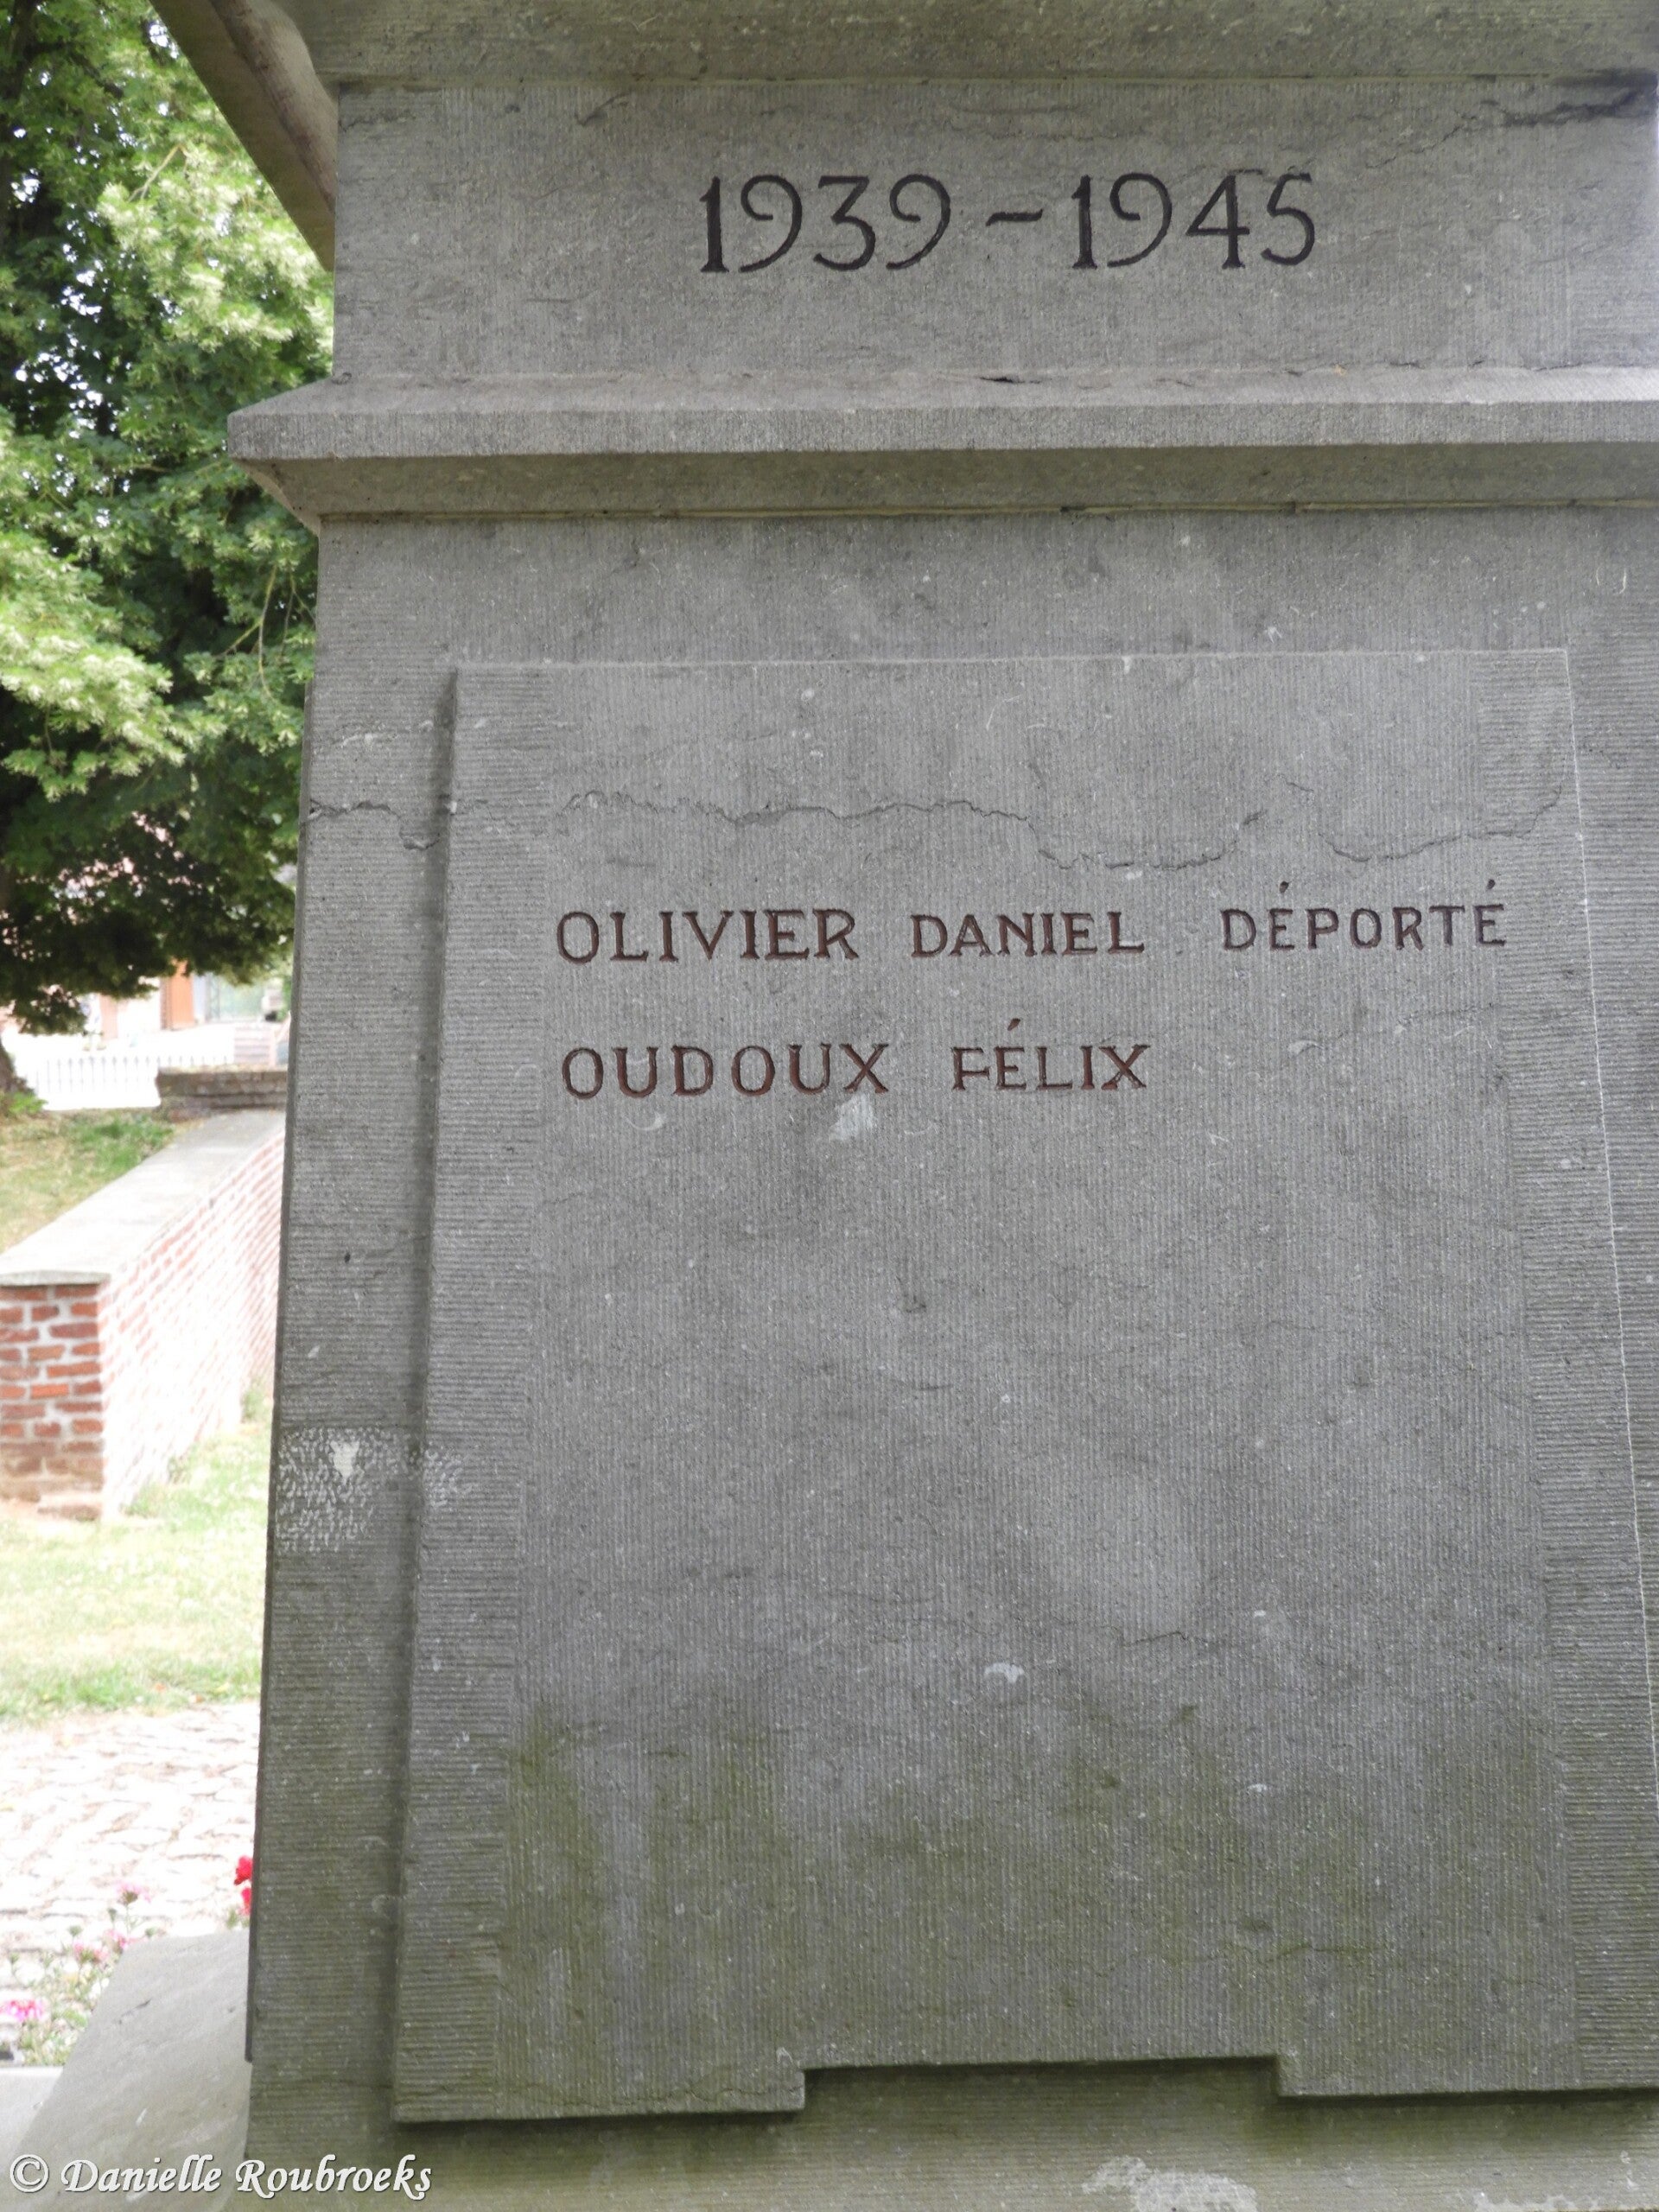 1939-1945
OLIVIER DANIEL DÉPORTÉ
OUDOUX FÉLIX
© Danielle Roubroeks